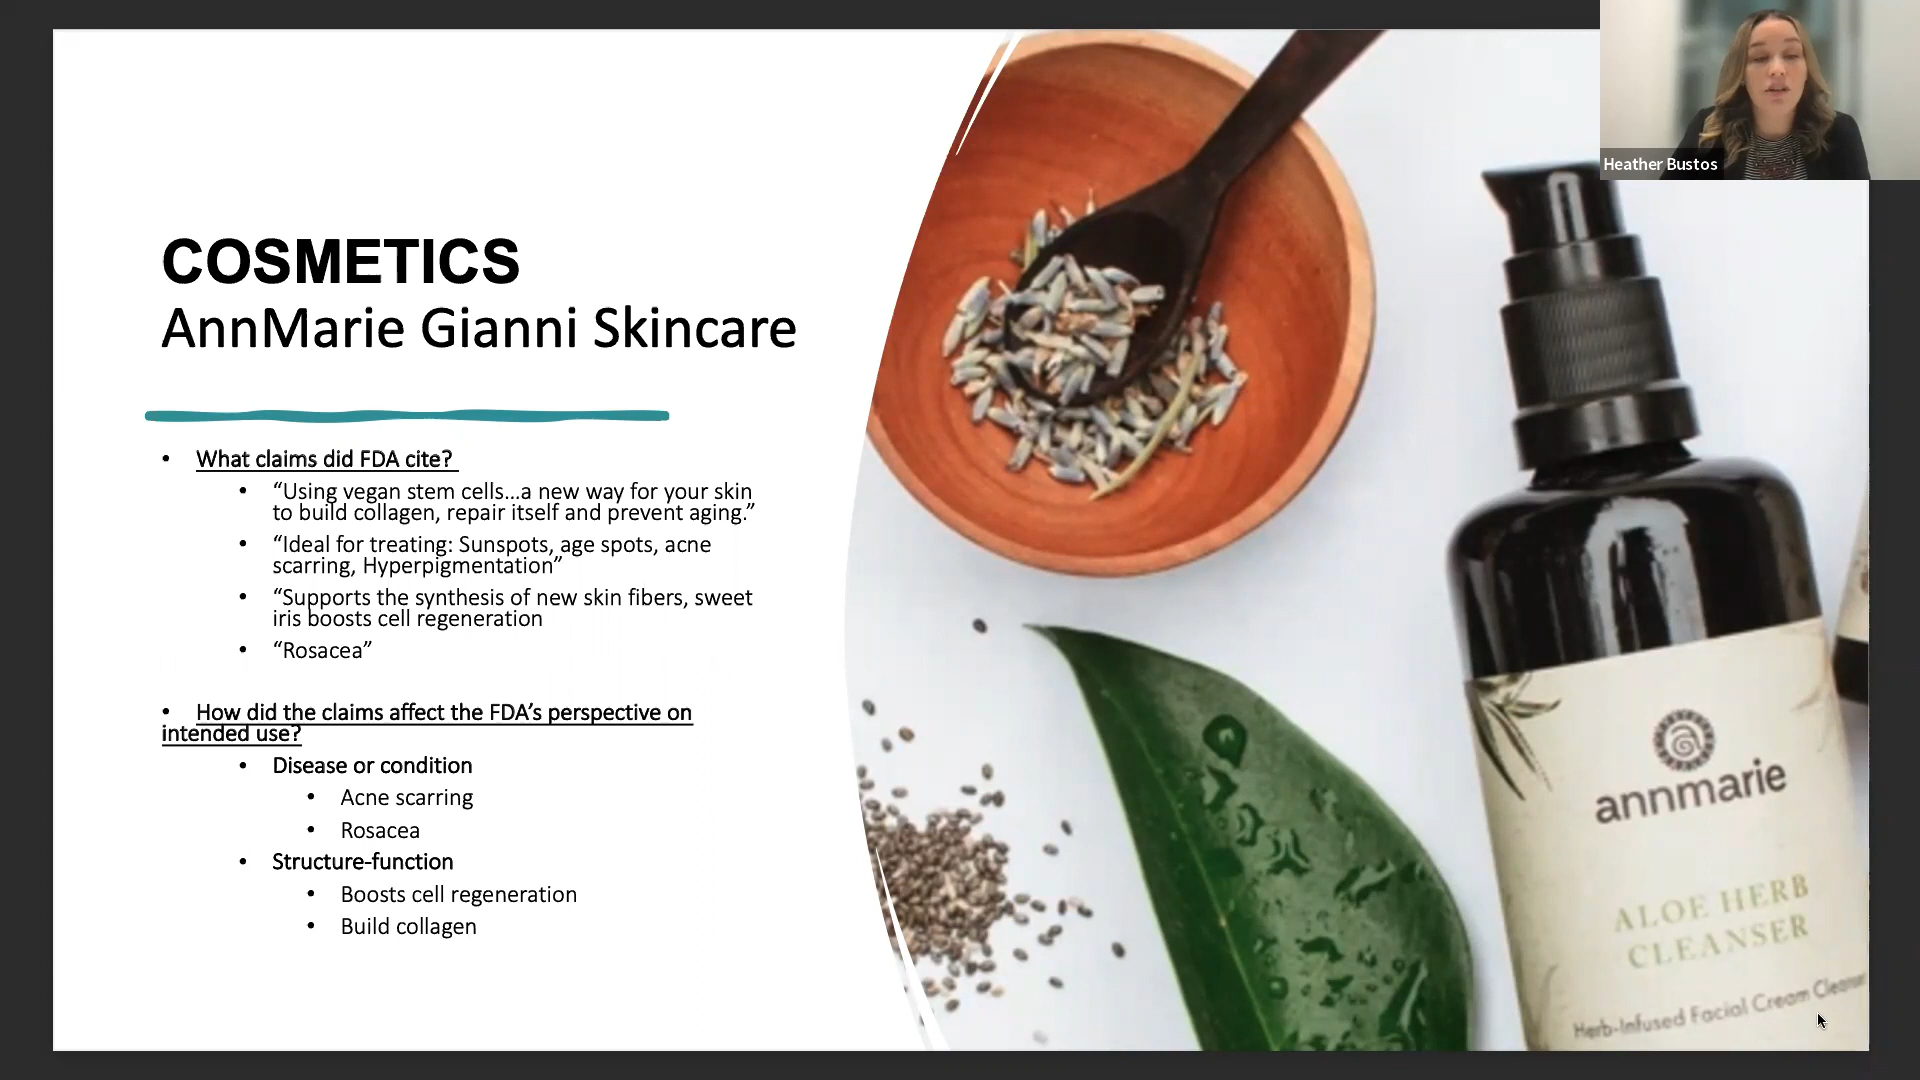 Heather Bustos
COSMETICS
AnnMarie Gianni Skincare
• What claims did FDA cite?
• “Using vegan stem cells...a new way for your skin
to build collagen, repair itself and prevent aging.”
• “Ideal for treating: Sunspots, age spots, acne
scarring, Hyperpigmentation”
• “Supports the synthesis of new skin fibers, sweet
iris boosts cell regeneration
• “Rosacea”
• How did the claims affect the FDA’s perspective on
intended use?
• Disease or condition
• Acne scarring
• Rosacea
• Structure-function
• Boosts cell regeneration
• Build collagen
annmarie
ALOE HERB
CLEANSER
Herb-Infused Facial Cream Cleanser